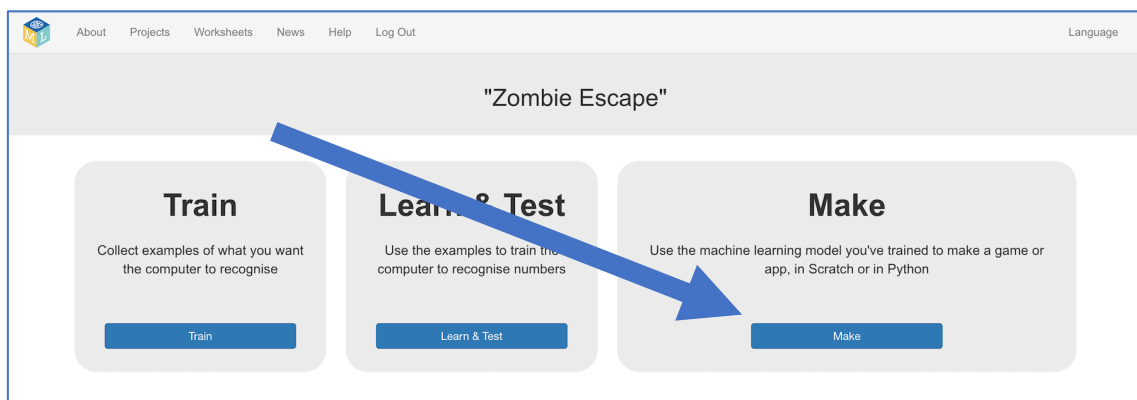 ML
About Projects Worksheets News Help Log Out Language
"Zombie Escape"
Train
Collect examples of what you want
the computer to recognise
Train
Learn & Test
Use the examples to train the
computer to recognise numbers
Learn & Test
Make
Use the machine learning model you've trained to make a game or
app, in Scratch or in Python
Make